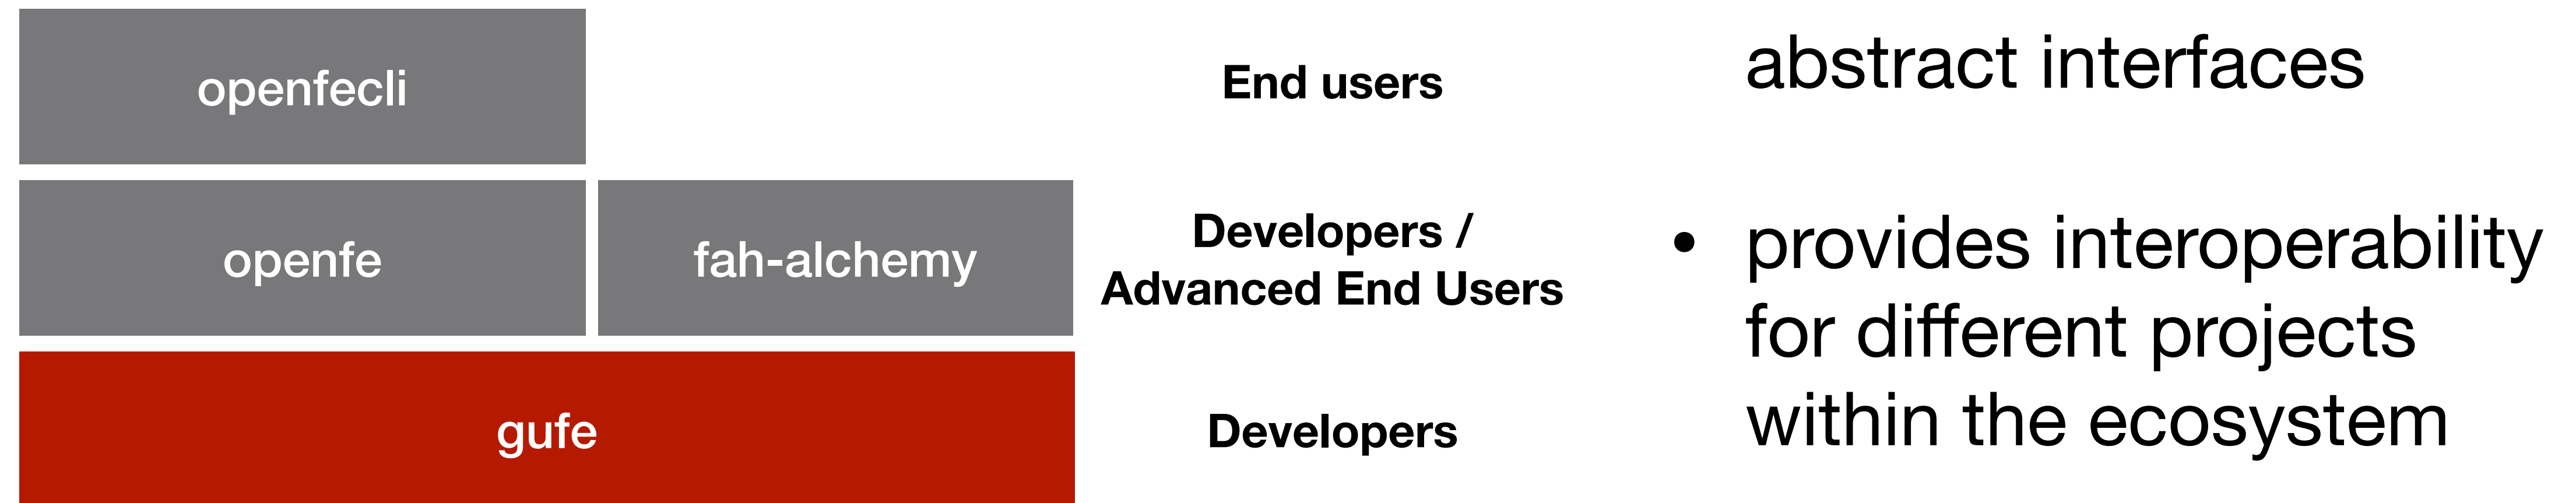 openfecli
End users
openfe
fah-alchemy
Developers /
Advanced End Users
gufe
Developers
abstract interfaces
• provides interoperability
for different projects
within the ecosystem